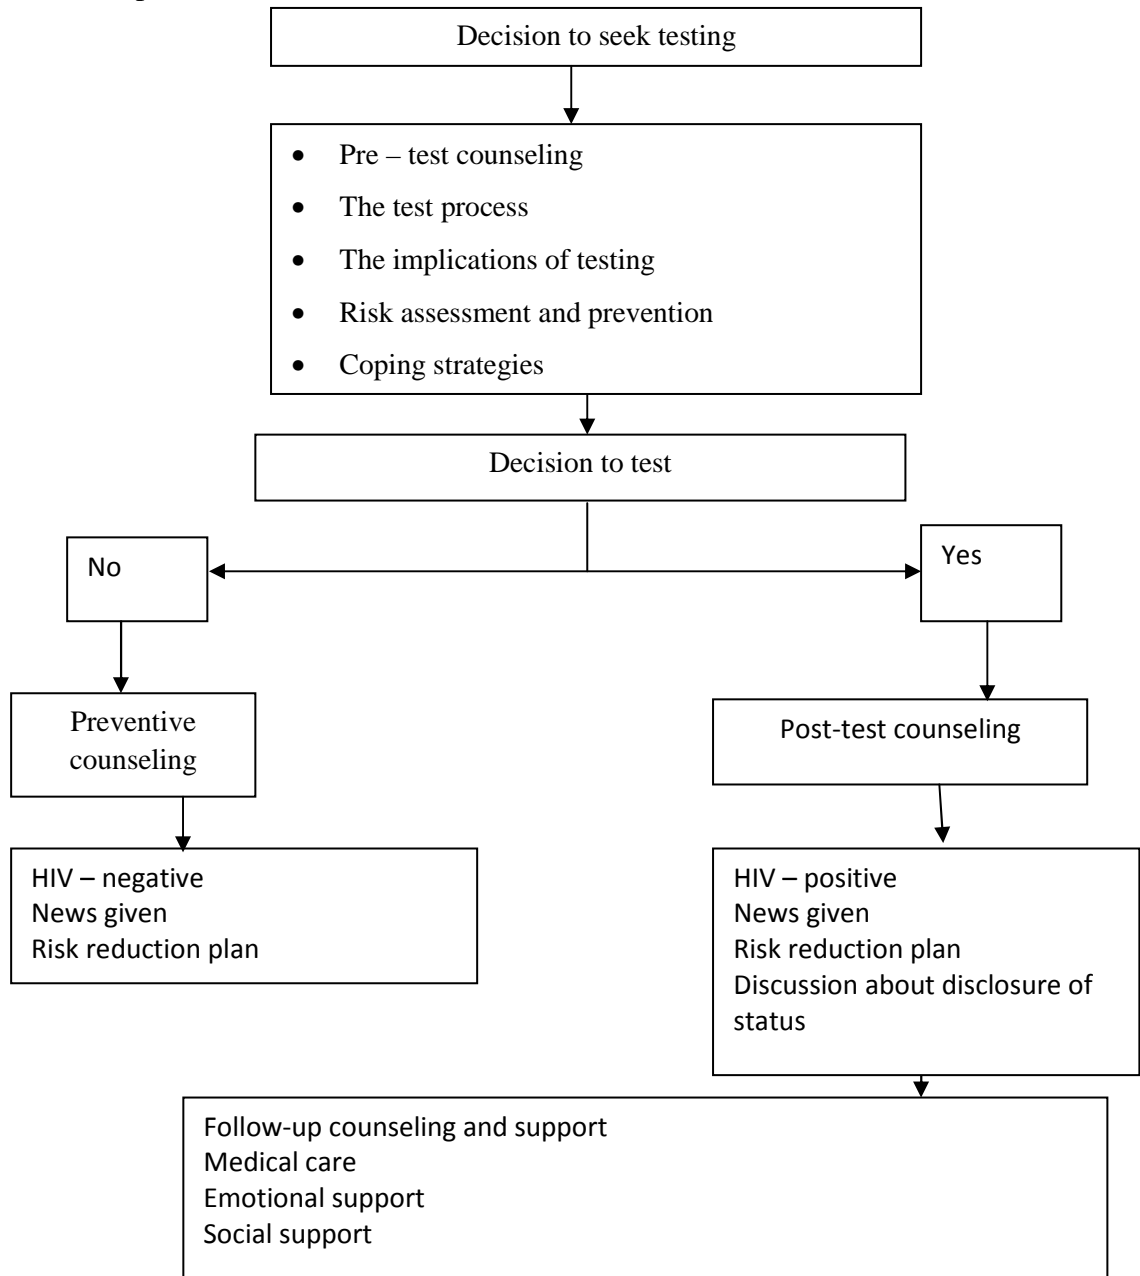 Decision to seek testing
• Pre – test counseling
• The test process
• The implications of testing
• Risk assessment and prevention
• Coping strategies
Decision to test
No
Yes
Preventive
counseling
Post-test counseling
HIV – negative
News given
Risk reduction plan
HIV – positive
News given
Risk reduction plan
Discussion about disclosure of
status
Follow-up counseling and support
Medical care
Emotional support
Social support